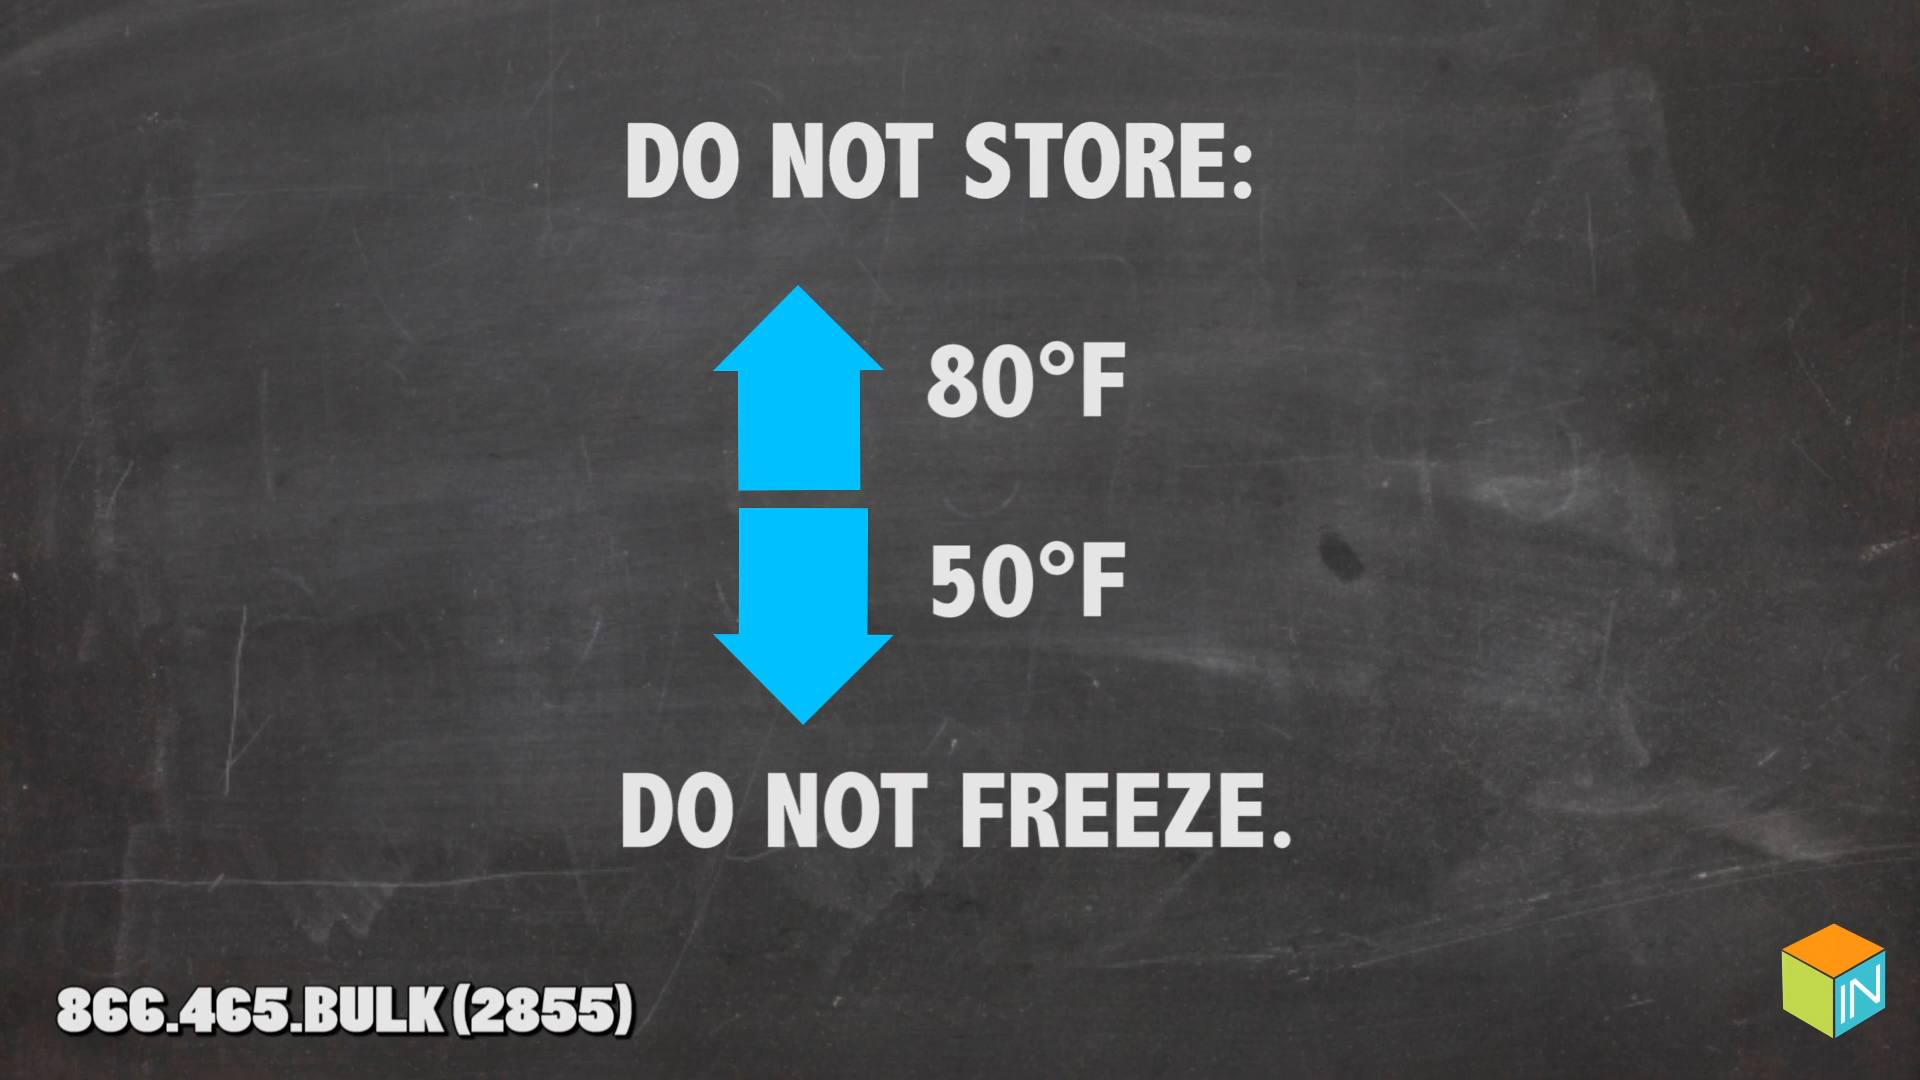 DO NOT STORE:
80°F
50°F
DO NOT FREEZE.
866.465.BULK (2855)
IN